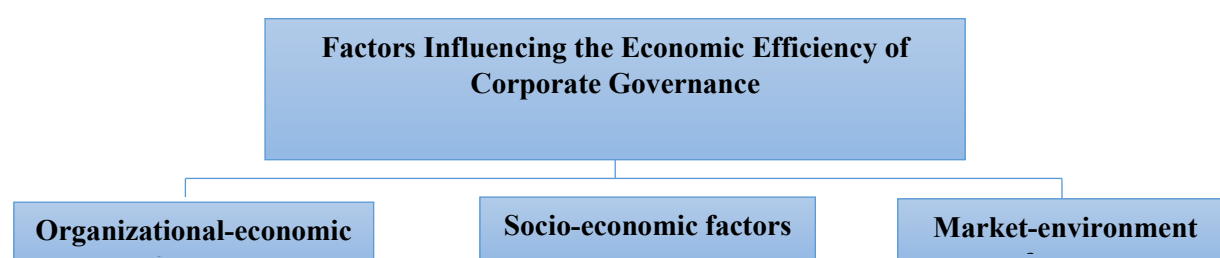 Factors Influencing the Economic Efficiency of
Corporate Governance
Organizational-economic
Socio-economic factors
Market-environment